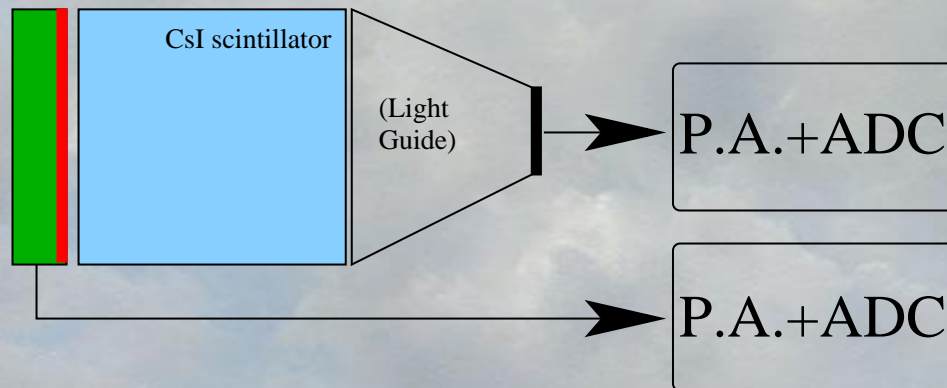 CsI scintillator
(Light
Guide)
P.A.+ADC
P.A.+ADC